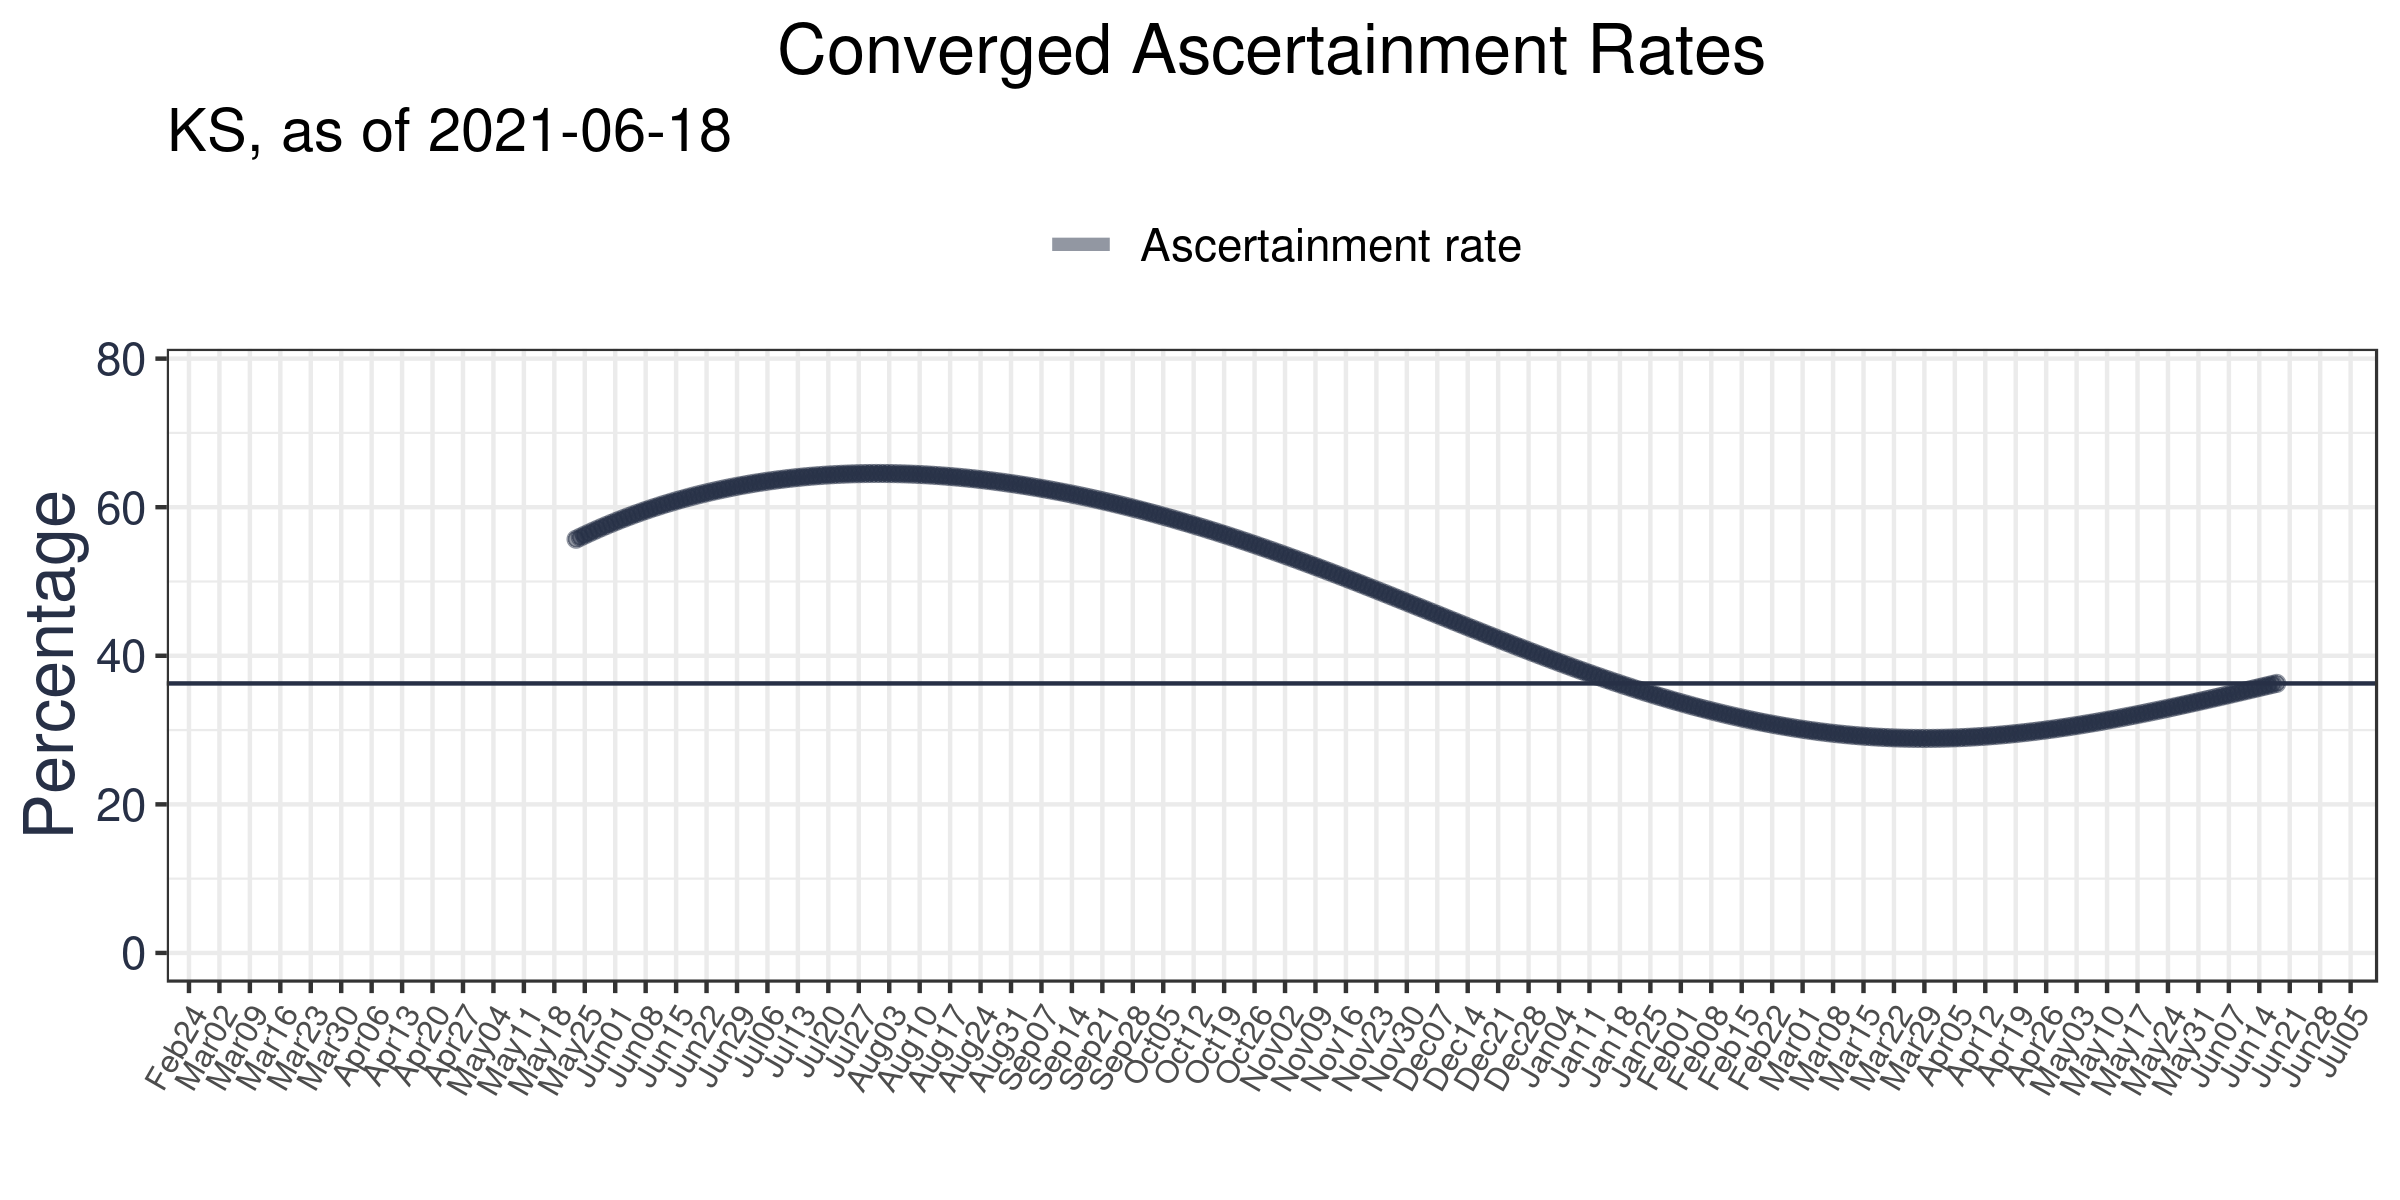 Converged Ascertainment Rates
KS, as of 2021-06-18
Ascertainment rate
Percentage
80
60
40
20
0
Feb24
Mar02
Mar09
Mar16
Mar23
Mar30
Apr06
Apr13
Apr20
Apr27
May04
May11
May18
May25
Jun01
Jun08
Jun15
Jun22
Jun29
Jul06
Jul13
Jul20
Jul27
Aug03
Aug10
Aug17
Aug24
Aug31
Sep07
Sep14
Sep21
Sep28
Oct05
Oct12
Oct19
Oct26
Nov02
Nov09
Nov16
Nov23
Nov30
Dec07
Dec14
Dec21
Dec28
Jan04
Jan11
Jan18
Jan25
Feb01
Feb08
Feb15
Feb22
Mar01
Mar08
Mar15
Mar22
Mar29
Apr05
Apr12
Apr19
Apr26
May03
May10
May17
May24
May31
Jun07
Jun14
Jun21
Jun28
Jul05